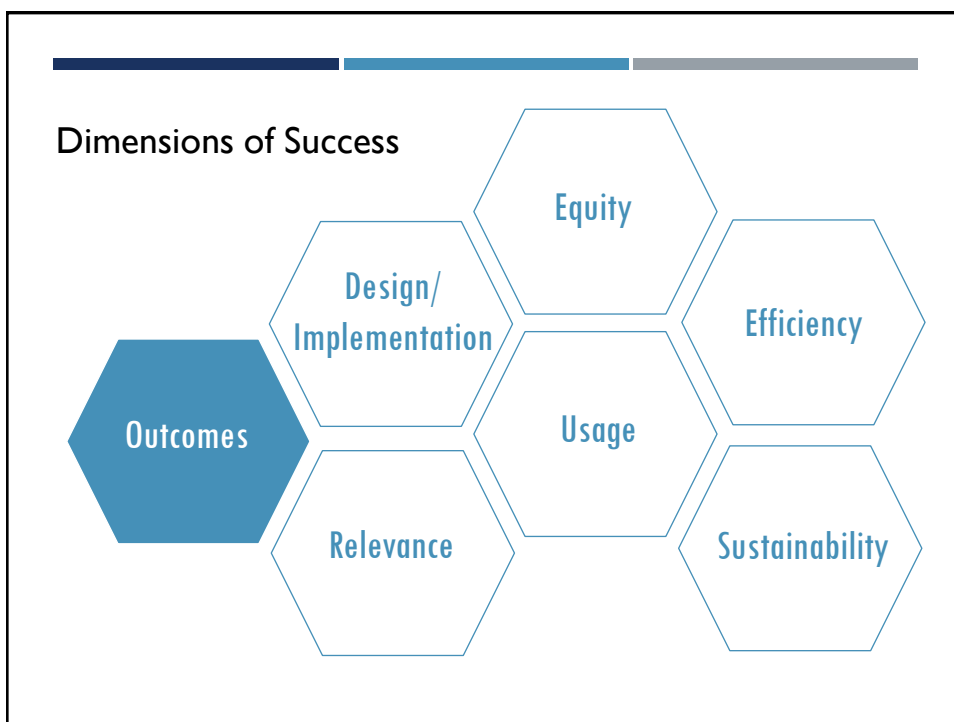 Dimensions of Success
Equity
Design/
Implementation
Efficiency
Outcomes
Usage
Relevance
Sustainability